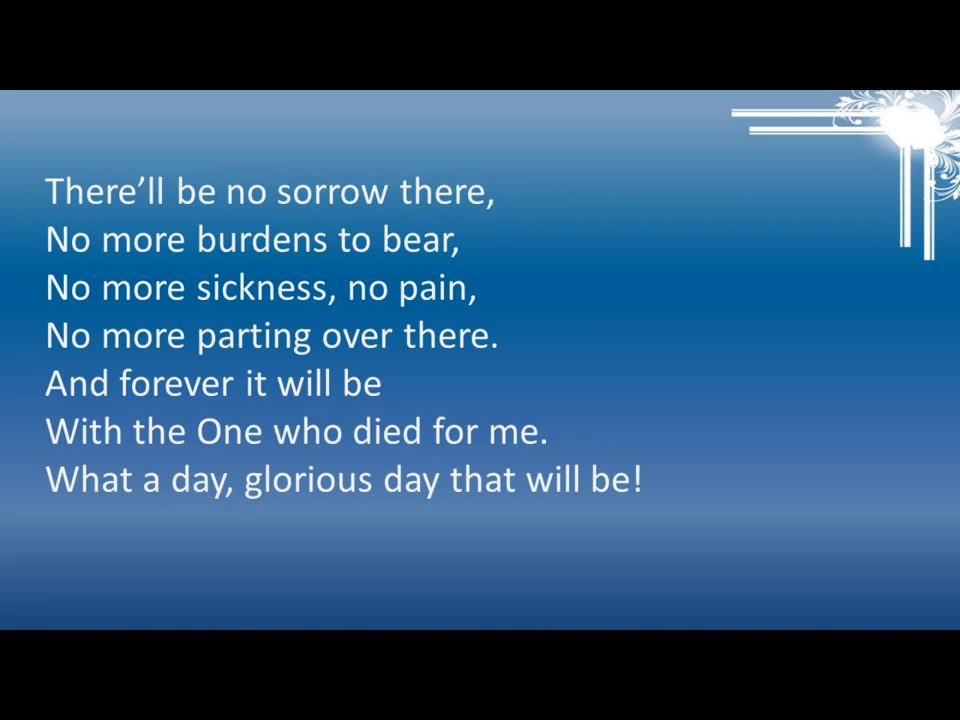 There’ll be no sorrow there,
No more burdens to bear,
No more sickness, no pain,
No more parting over there.
And forever it will be
With the One who died for me.
What a day, glorious day that will be!